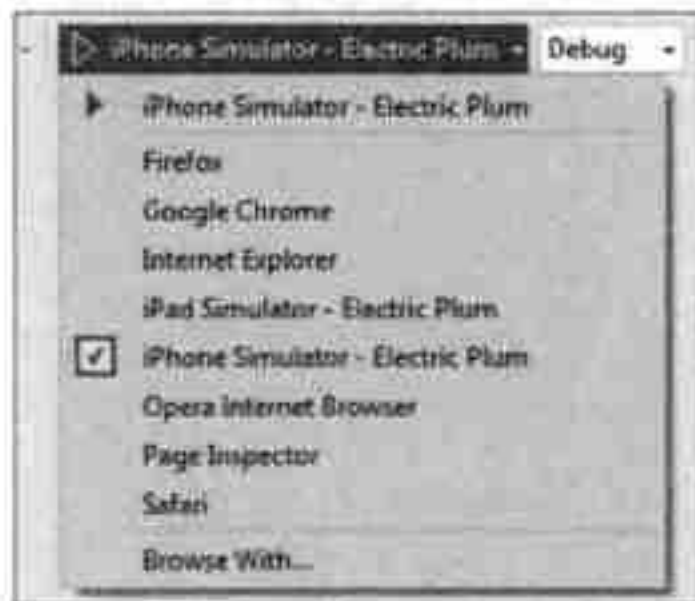 iPhone Simulator - Electric Plum Debug
iPhone Simulator - Electric Plum
Firefox
Google Chrome
Internet Explorer
iPad Simulator - Electric Plum
iPhone Simulator - Electric Plum
Opera Internet Browser
Page Inspector
Safari
Browse With...